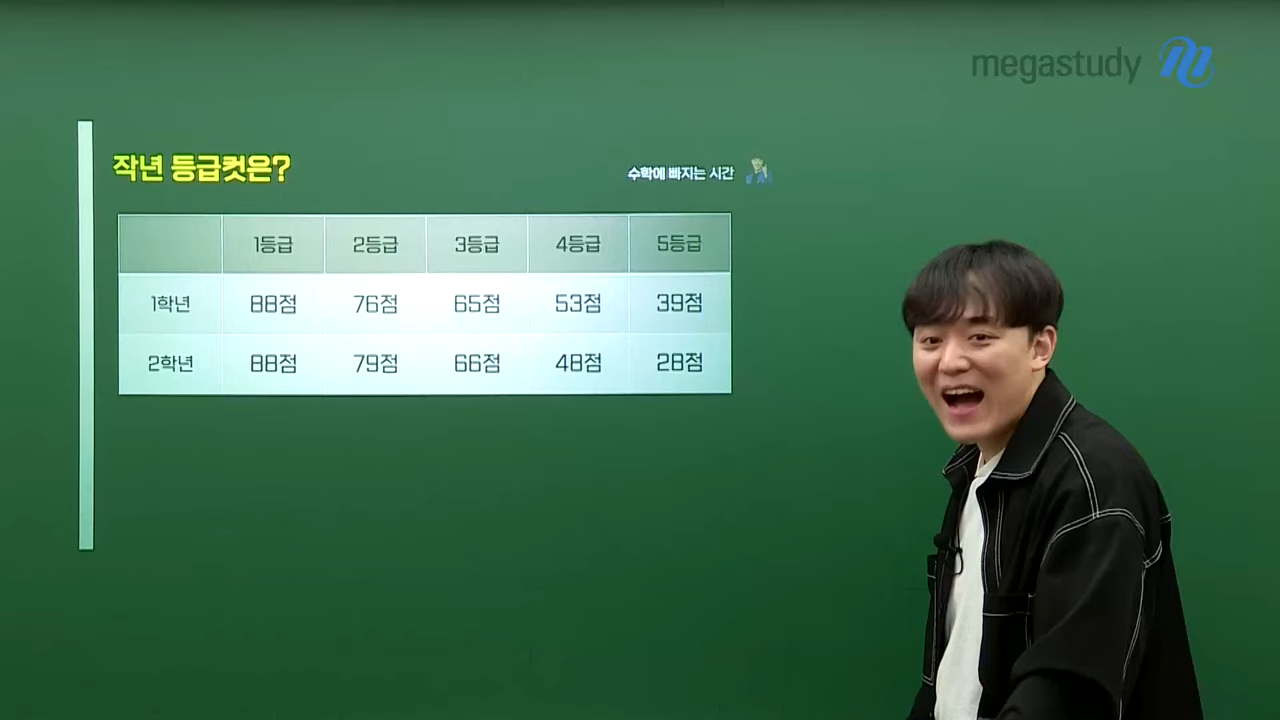 megastudy
작년 등급컷은?
수학에 빠지는 시간
1등급 2등급 3등급 4등급 5등급
1학년 88점 76점 65점 53점 39점
2학년 88점 79점 66점 48점 28점